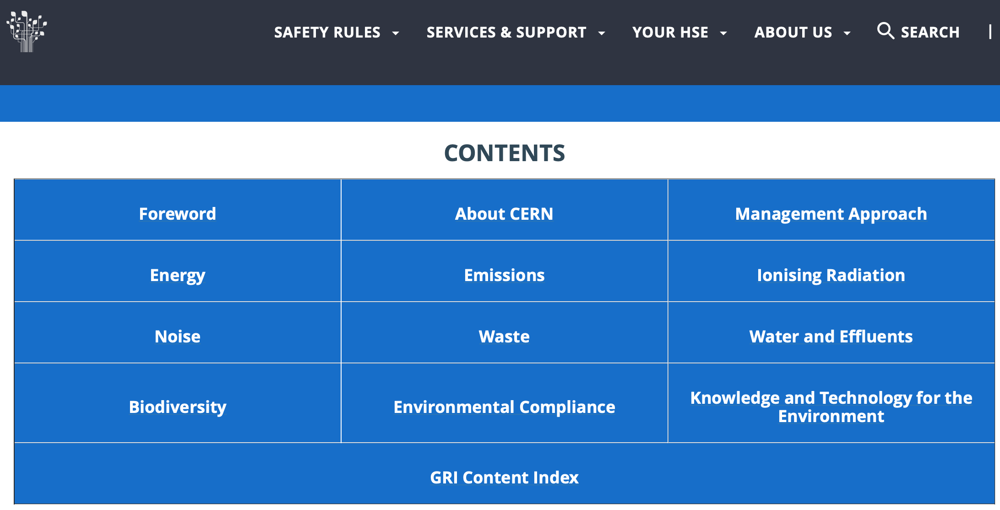 SAFETY RULES SERVICES & SUPPORT YOUR HSE ABOUT US SEARCH |
CONTENTS
Foreword About CERN Management Approach
Energy Emissions Ionising Radiation
Noise Waste Water and Effluents
Biodiversity Environmental Compliance Knowledge and Technology for the
Environment
GRI Content Index